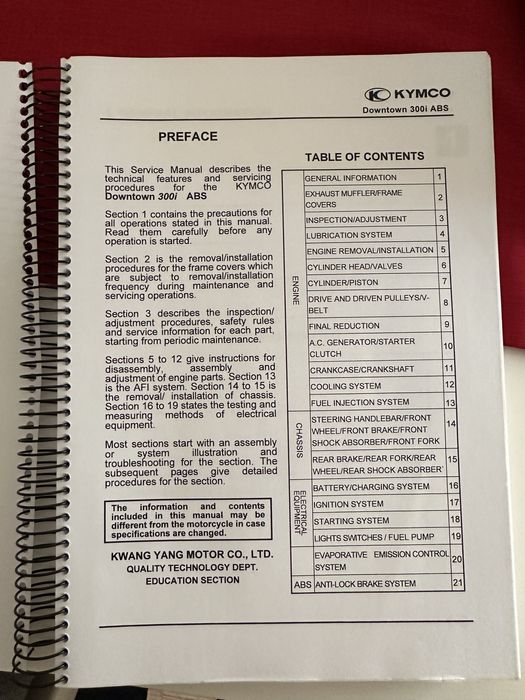 KYMCO
Downtown 300i ABS
PREFACE
This Service Manual describes the
technical features and servicing
procedures for the KYMCO
Downtown 300i ABS
Section 1 contains the precautions for
all operations stated in this manual.
Read them carefully before any
operation is started.
Section 2 is the removal/installation
procedures for the frame covers which
are subject to removal/installation
frequency during maintenance and
servicing operations.
Section 3 describes the inspection/
adjustment procedures, safety rules
and service information for each part,
starting from periodic maintenance.
Sections 5 to 12 give instructions for
disassembly, assembly and
adjustment of engine parts. Section 13
is the AFI system. Section 14 to 15 is
the removal/ installation of chassis.
Section 16 to 19 states the testing and
measuring methods of electrical
equipment.
Most sections start with an assembly
or system illustration and
troubleshooting for the section. The
subsequent pages give detailed
procedures for the section.
The information and contents
included in this manual may be
different from the motorcycle in case
specifications are changed.
KWANG YANG MOTOR CO., LTD.
QUALITY TECHNOLOGY DEPT.
EDUCATION SECTION
TABLE OF CONTENTS
ENGINE
GENERAL INFORMATION 1
EXHAUST MUFFLER/FRAME
COVERS 2
INSPECTION/ADJUSTMENT 3
LUBRICATION SYSTEM 4
ENGINE REMOVAL/INSTALLATION 5
CYLINDER HEAD/VALVES 6
CYLINDER/PISTON 7
DRIVE AND DRIVEN PULLEYS/V-
BELT 8
FINAL REDUCTION 9
A.C. GENERATOR/STARTER
CLUTCH 10
CRANKCASE/CRANKSHAFT 11
COOLING SYSTEM 12
FUEL INJECTION SYSTEM 13
CHASSIS
STEERING HANDLEBAR/FRONT
WHEEL/FRONT BRAKE/FRONT
SHOCK ABSORBER/FRONT FORK 14
REAR BRAKE/REAR FORK/REAR
WHEEL/REAR SHOCK ABSORBER 15
ELECTRICAL
EQUIPMENT
BATTERY/CHARGING SYSTEM 16
IGNITION SYSTEM 17
STARTING SYSTEM 18
LIGHTS SWITCHES / FUEL PUMP 19
EVAPORATIVE EMISSION CONTROL
SYSTEM 20
ABS ANTI-LOCK BRAKE SYSTEM 21